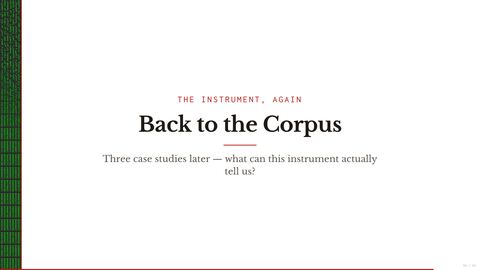 THE INSTRUMENT, AGAIN
Back to the Corpus
Three case studies later — what can this instrument actually
tell us?